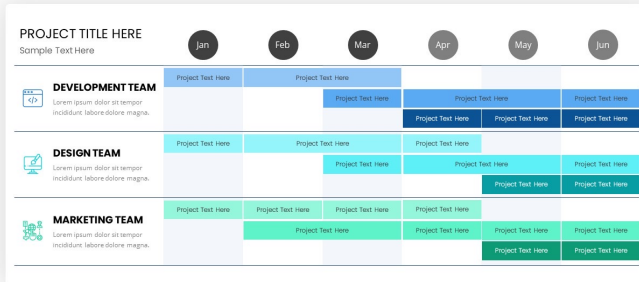 PROJECT TITLE HERE
Sample Text Here
Jan Feb Mar Apr May Jun
DEVELOPMENT TEAM
Lorem ipsum dolor sit tempor
incididunt labore dolore magna.
Project Text Here Project Text Here
Project Text Here Project Text Here Project Text Here
Project Text Here Project Text Here Project Text Here
DESIGN TEAM
Lorem ipsum dolor sit tempor
incididunt labore dolore magna.
Project Text Here Project Text Here Project Text Here
Project Text Here Project Text Here Project Text Here
Project Text Here Project Text Here
MARKETING TEAM
Lorem ipsum dolor sit tempor
incididunt labore dolore magna.
Project Text Here Project Text Here Project Text Here Project Text Here
Project Text Here Project Text Here Project Text Here Project Text Here
Project Text Here Project Text Here